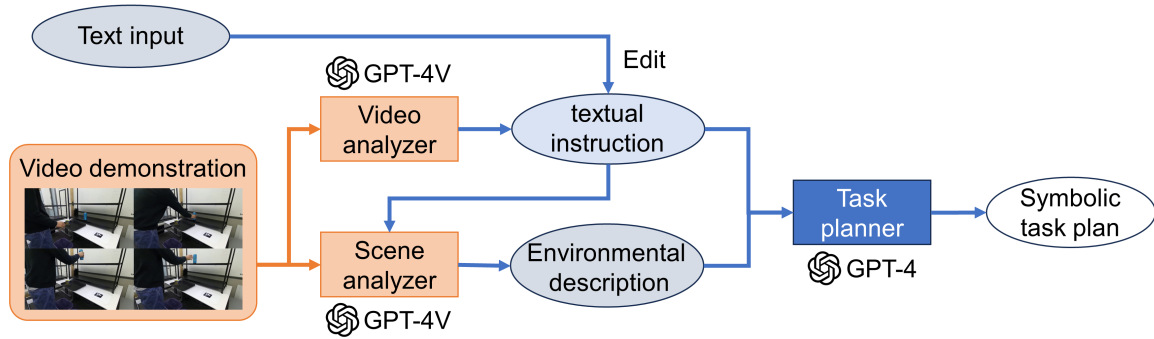 Text input
Edit
GPT-4V
Video
analyzer
textual
instruction
Video demonstration
Task
planner
Symbolic
task plan
Scene
analyzer
Environmental
description
GPT-4
GPT-4V